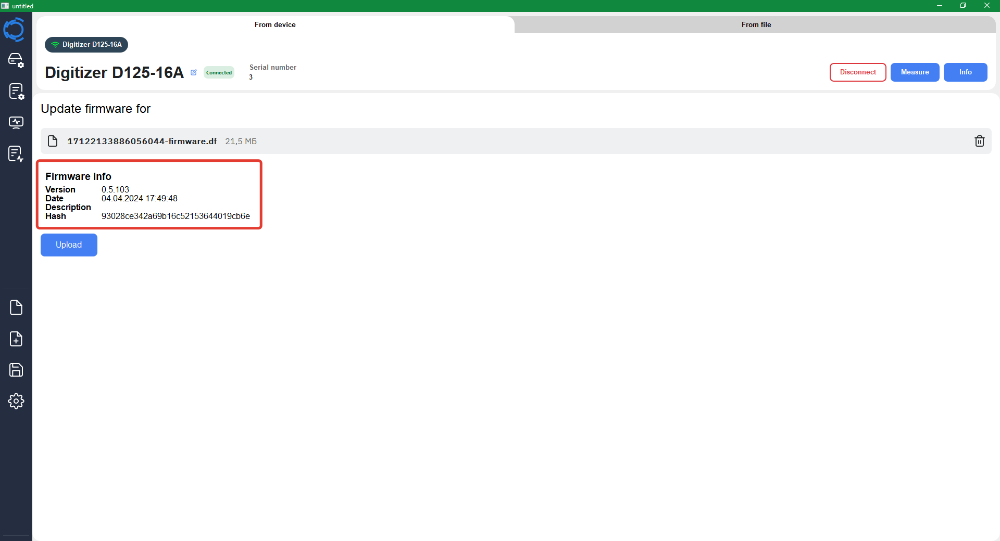 untitled
From device
From file
Digitizer D125-16A
Digitizer D125-16A
Connected
Serial number
3
Disconnect
Measure
Info
Update firmware for
17122133886056044-firmware.df 21,5 МБ
Firmware info
Version 0.5.103
Date 04.04.2024 17:49:48
Description
Hash 93028ce342a69b16c52153644019cb6e
Upload